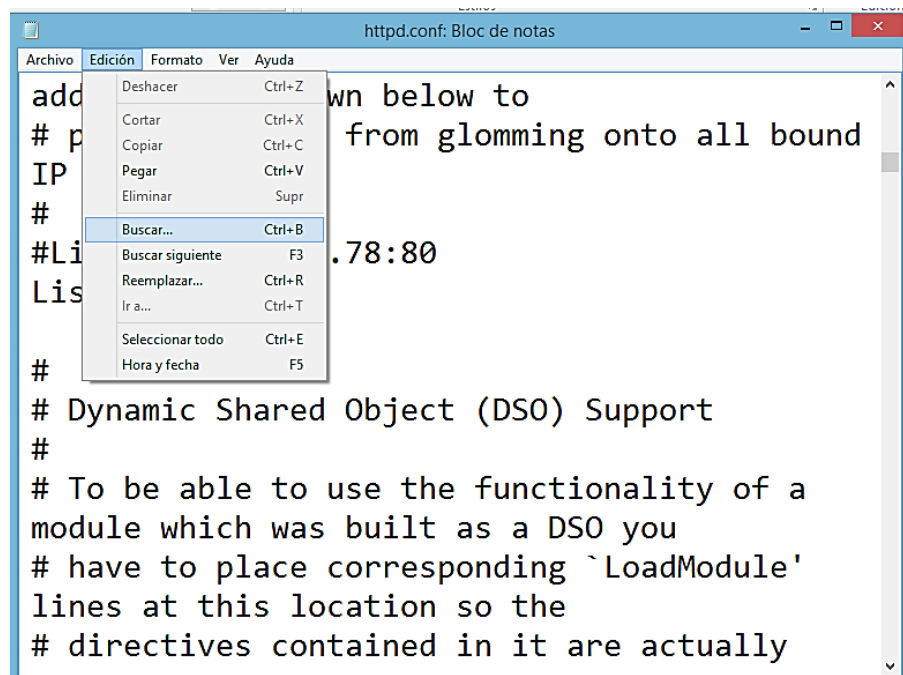 httpd.conf: Bloc de notas
Archivo Edición Formato Ver Ayuda
Deshacer Ctrl+Z
Cortar Ctrl+X
Copiar Ctrl+C
Pegar Ctrl+V
Eliminar Supr
Buscar... Ctrl+B
Buscar siguiente F3
Reemplazar... Ctrl+R
Ir a... Ctrl+T
Seleccionar todo Ctrl+E
Hora y fecha F5
add wn below to
# p from glomming onto all bound
IP
#
#Li .78:80
Lis
#
# Dynamic Shared Object (DSO) Support
#
# To be able to use the functionality of a
module which was built as a DSO you
# have to place corresponding `LoadModule'
lines at this location so the
# directives contained in it are actually